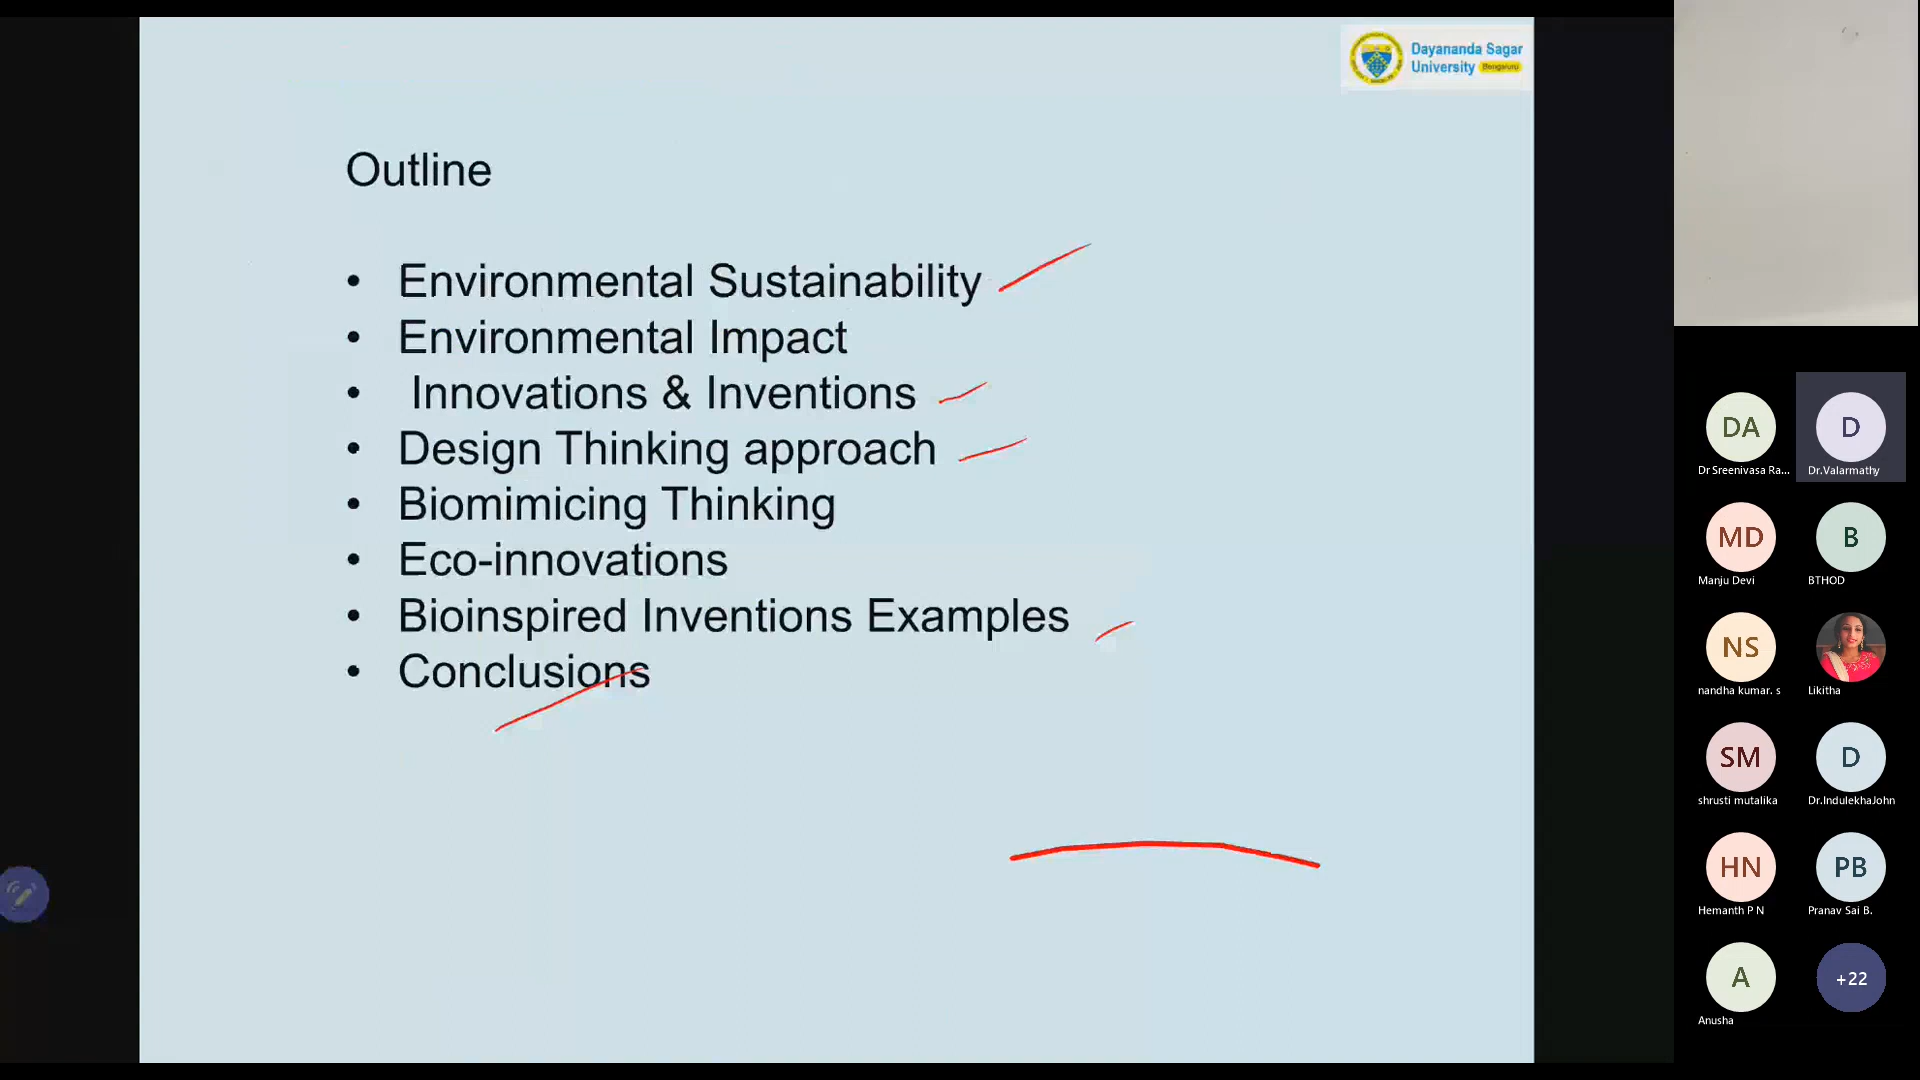 Dayananda Sagar
University Bengaluru
Outline
• Environmental Sustainability
• Environmental Impact
• Innovations & Inventions
• Design Thinking approach
• Biomimicing Thinking
• Eco-innovations
• Bioinspired Inventions Examples
• Conclusions
DA
D
Dr Sreenivasa Ra...
Dr.Valarmathy
MD
B
Manju Devi
BTHOD
NS
nandha kumar. s
Likitha
SM
D
shrusti mutalika
Dr.IndulekhaJohn
HN
PB
Hemanth P N
Pranav Sai B.
A
+22
Anusha